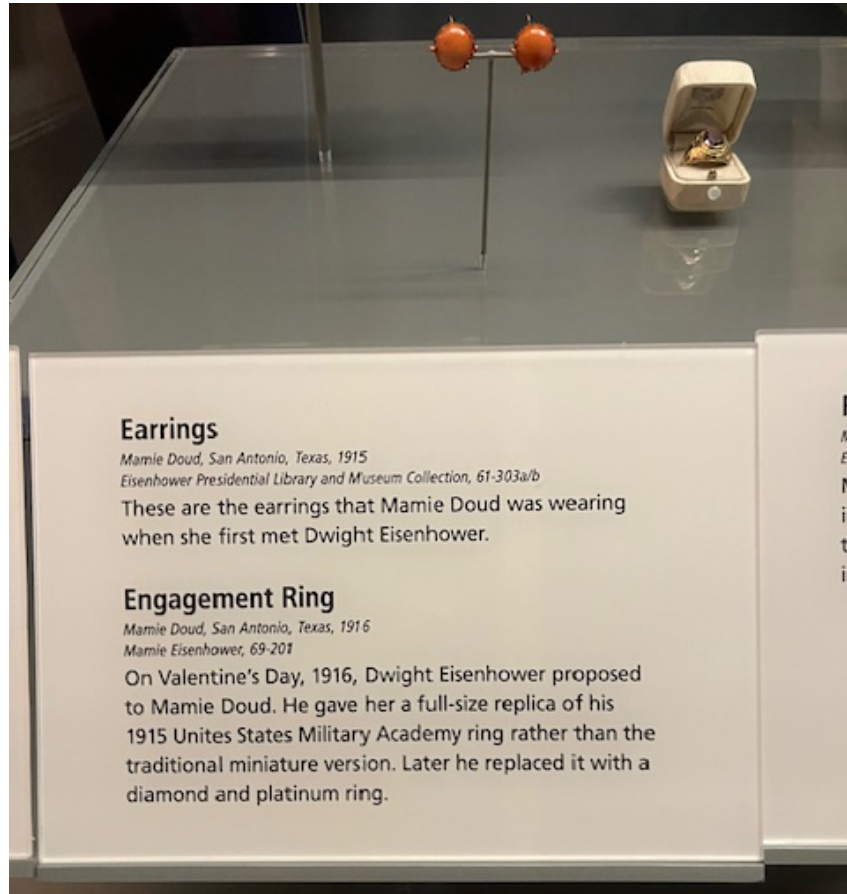 Earrings
Mamie Doud, San Antonio, Texas, 1915
Eisenhower Presidential Library and Museum Collection, 61-303a/b
These are the earrings that Mamie Doud was wearing
when she first met Dwight Eisenhower.
Engagement Ring
Mamie Doud, San Antonio, Texas, 1916
Mamie Eisenhower, 69-201
On Valentine's Day, 1916, Dwight Eisenhower proposed
to Mamie Doud. He gave her a full-size replica of his
1915 Unites States Military Academy ring rather than the
traditional miniature version. Later he replaced it with a
diamond and platinum ring.